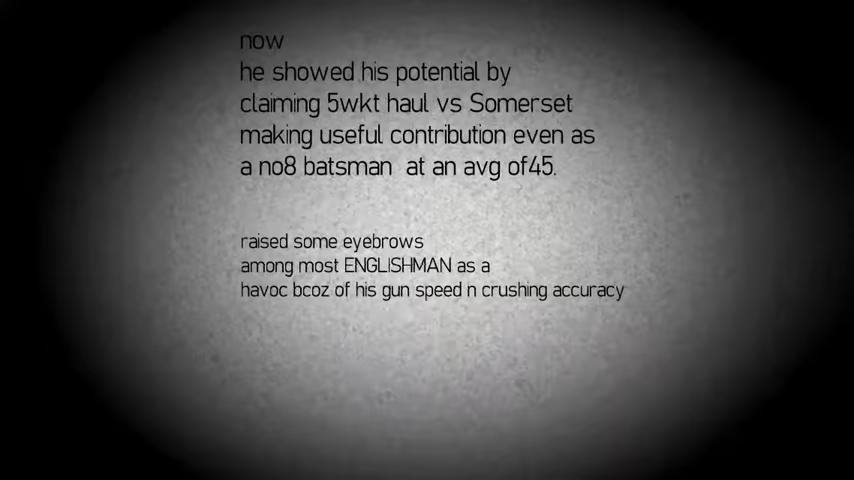 now
he showed his potential by
claiming 5wkt haul vs Somerset
making useful contribution even as
a no8 batsman at an avg of45.
raised some eyebrows
among most ENGLISHMAN as a
havoc bcoz of his gun speed n crushing accuracy